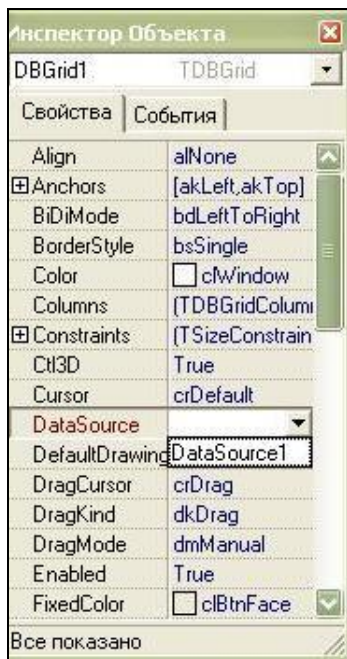 Инспектор Объекта
DBGrid1 TDBGrid
Свойства События
Align alNone
Anchors [akLeft,akTop]
BiDiMode bdLeftToRight
BorderStyle bsSingle
Color clWindow
Columns (TDBGridColumn
Constraints (TSizeConstrain
Ctl3D True
Cursor crDefault
DataSource
DefaultDrawing DataSource1
DragCursor crDrag
DragKind dkDrag
DragMode dmManual
Enabled True
FixedColor clBtnFace
Все показано